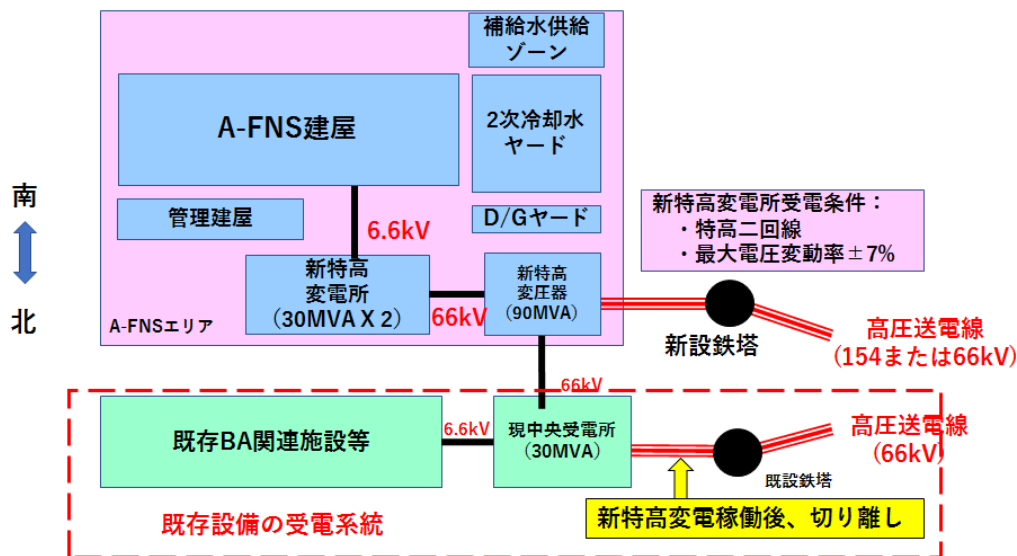 補給水供給
ゾーン
A-FNS建屋
2次冷却水
ヤード
南
北
管理建屋
6.6kV
D/Gヤード
新特高変電所受電条件：
・特高二回線
・最大電圧変動率±7%
新特高
変電所
（30MVA X 2）
66kV
新特高
変圧器
(90MVA)
A-FNSエリア
新設鉄塔
高圧送電線
(154または66kV)
66kV
既存BA関連施設等
6.6kV
現中央受電所
（30MVA）
高圧送電線
(66kV)
既設鉄塔
既存設備の受電系統
新特高変電稼働後、切り離し